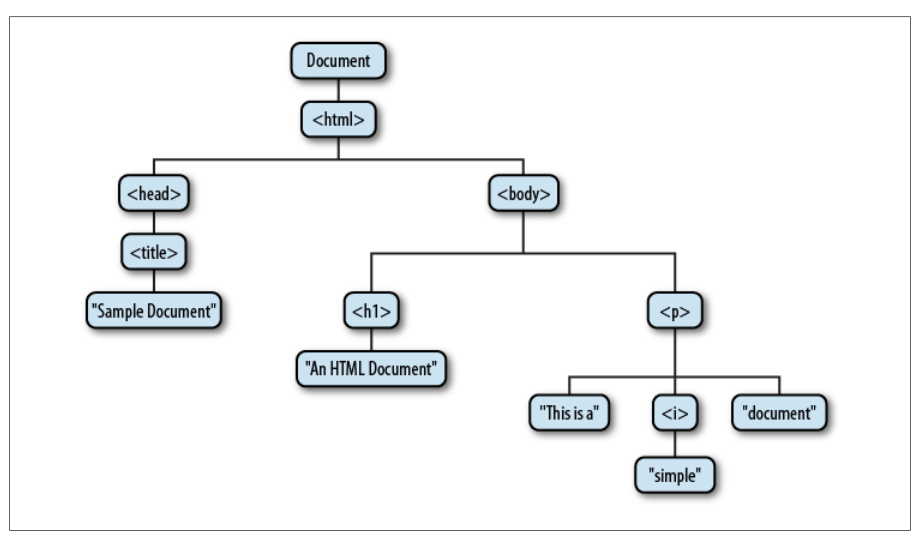 Document
<html>
<head>
<body>
<title>
"Sample Document"
<h1>
<p>
"An HTML Document"
"This is a"
<i>
"document"
"simple"